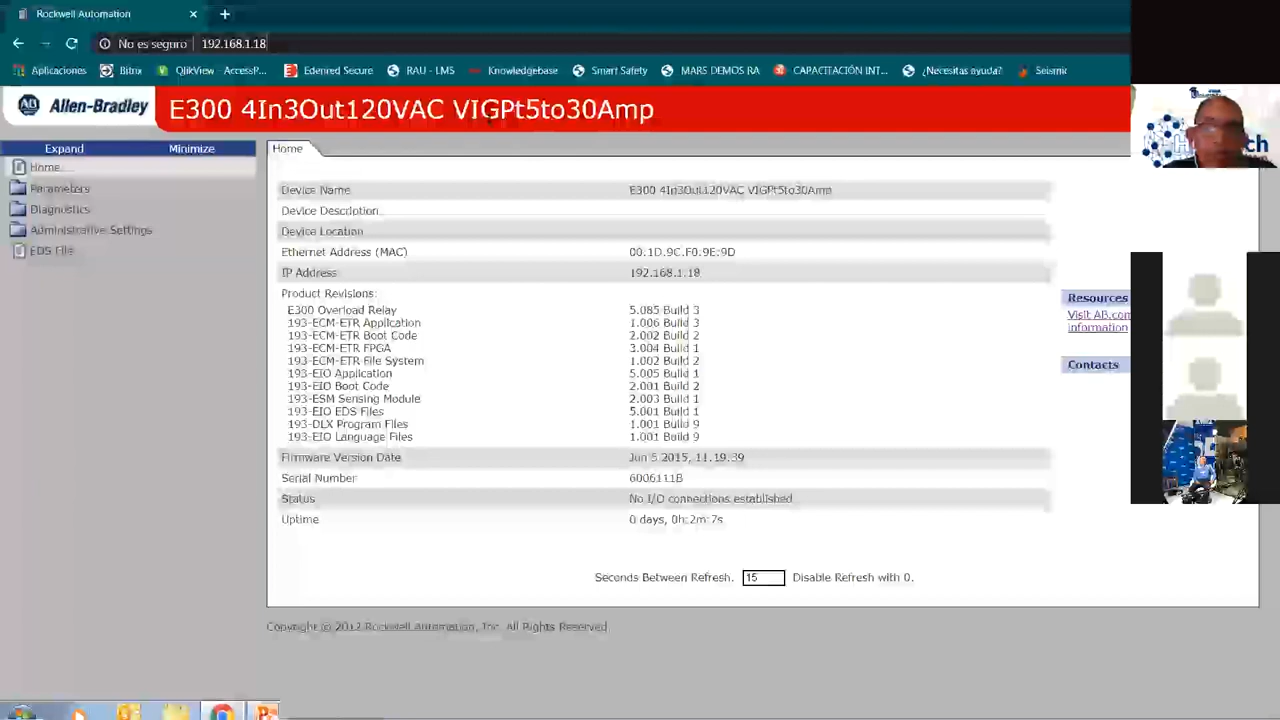 Rockwell Automation
No es seguro 192.168.1.18
Aplicaciones Bitrix QlikView - AccessP... Edenred Secure RAU - LMS Knowledgebase Smart Safety MARS DEMOS RA CAPACITACIÓN INT... ¿Necesitas ayuda? Seismic
AB Allen-Bradley E300 4In3Out120VAC VIGPt5to30Amp
Expand Minimize
Home
Parameters
Diagnostics
Administrative Settings
EDS File
Home
Device Name E300 4In3Out120VAC VIGPt5to30Amp
Device Description
Device Location
Ethernet Address (MAC) 00:1D:9C:F0:9E:9D
IP Address 192.168.1.18
Product Revisions:
E300 Overload Relay 5.085 Build 3
193-ECM-ETR Application 1.006 Build 3
193-ECM-ETR Boot Code 2.002 Build 2
193-ECM-ETR FPGA 3.004 Build 1
193-ECM-ETR File System 1.002 Build 2
193-EIO Application 5.005 Build 1
193-EIO Boot Code 2.001 Build 2
193-ESM Sensing Module 2.003 Build 1
193-EIO EDS Files 5.001 Build 1
193-DLX Program Files 1.001 Build 9
193-EIO Language Files 1.001 Build 9
Firmware Version Date Jun 5 2015, 11:19:39
Serial Number 6006111B
Status No I/O connections established
Uptime 0 days, 0h:2m:7s
Seconds Between Refresh. 15 Disable Refresh with 0.
Resources
Visit AB.com
information
Contacts
Copyright © 2012 Rockwell Automation, Inc. All Rights Reserved.